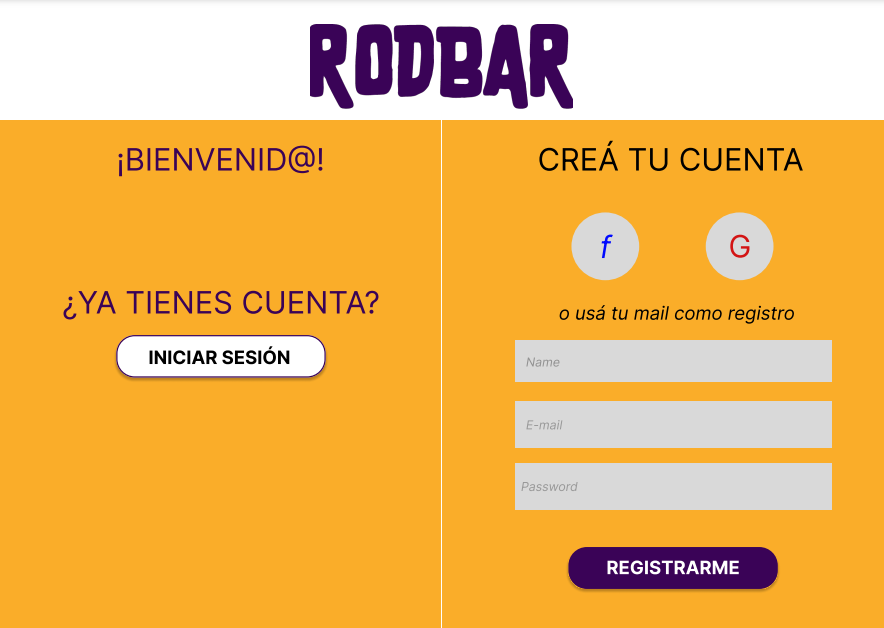 RODBAR
¡BIENVENID@!
¿YA TIENES CUENTA?
INICIAR SESIÓN
CREÁ TU CUENTA
f
G
o usá tu mail como registro
Name
E-mail
Password
REGISTRARME